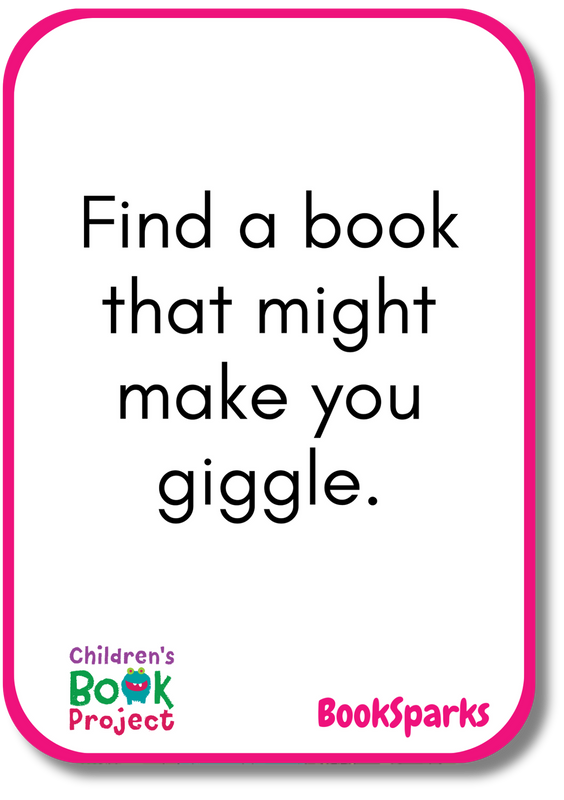 Find a book
that might
make you
giggle.
Children's
Book
Project
BookSparks